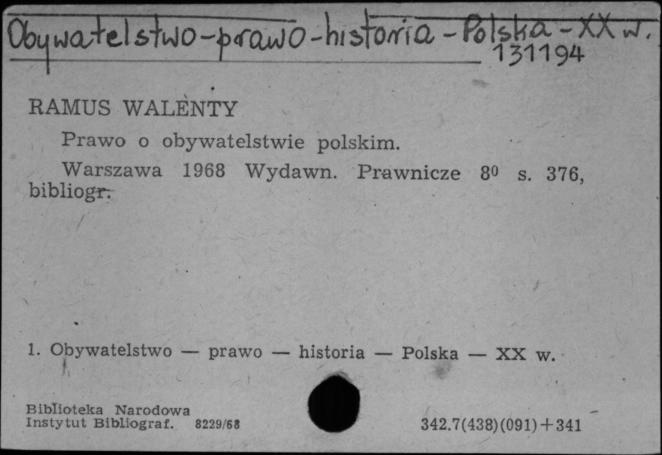 Obywatelstwo-prawo-historia-Polska-XX w.
131194
RAMUS WALENTY
Prawo o obywatelstwie polskim.
Warszawa 1968 Wydawn. Prawnicze 8⁰ s. 376,
bibliogr.
1. Obywatelstwo — prawo — historia — Polska — XX w.
Biblioteka Narodowa
Instytut Bibliograf. 8229/68
342.7(438)(091)+341